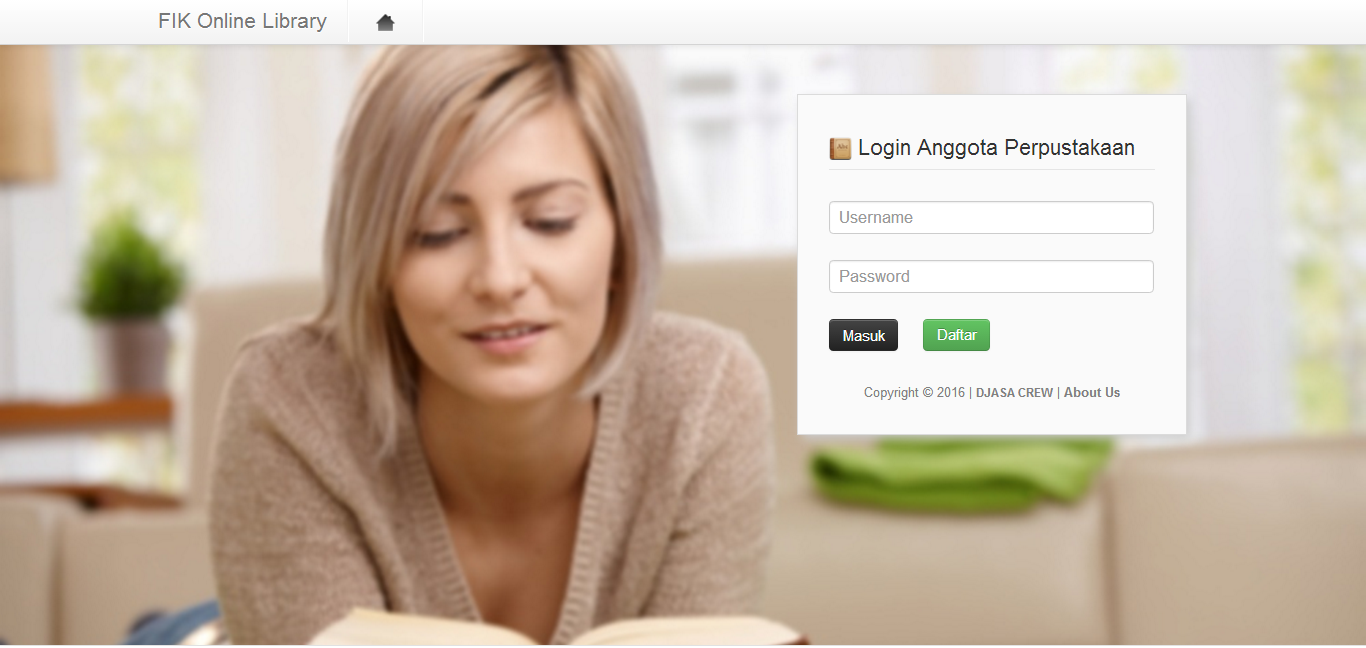 FIK Online Library
Login Anggota Perpustakaan
Username
Password
Masuk Daftar
Copyright © 2016 | DJASA CREW | About Us